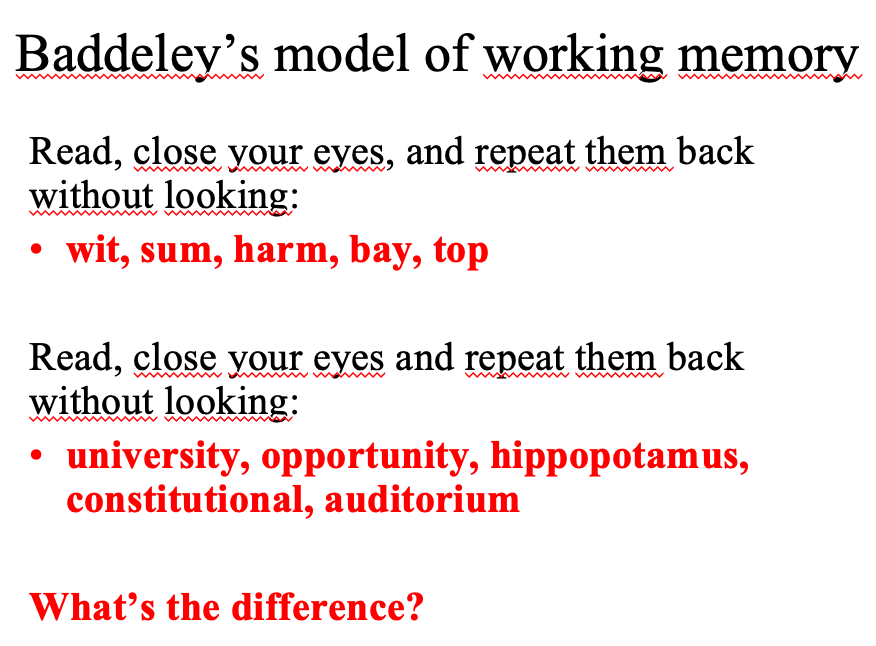 Baddeley’s model of working memory
Read, close your eyes, and repeat them back
without looking:
• wit, sum, harm, bay, top
Read, close your eyes and repeat them back
without looking:
• university, opportunity, hippopotamus,
constitutional, auditorium
What’s the difference?